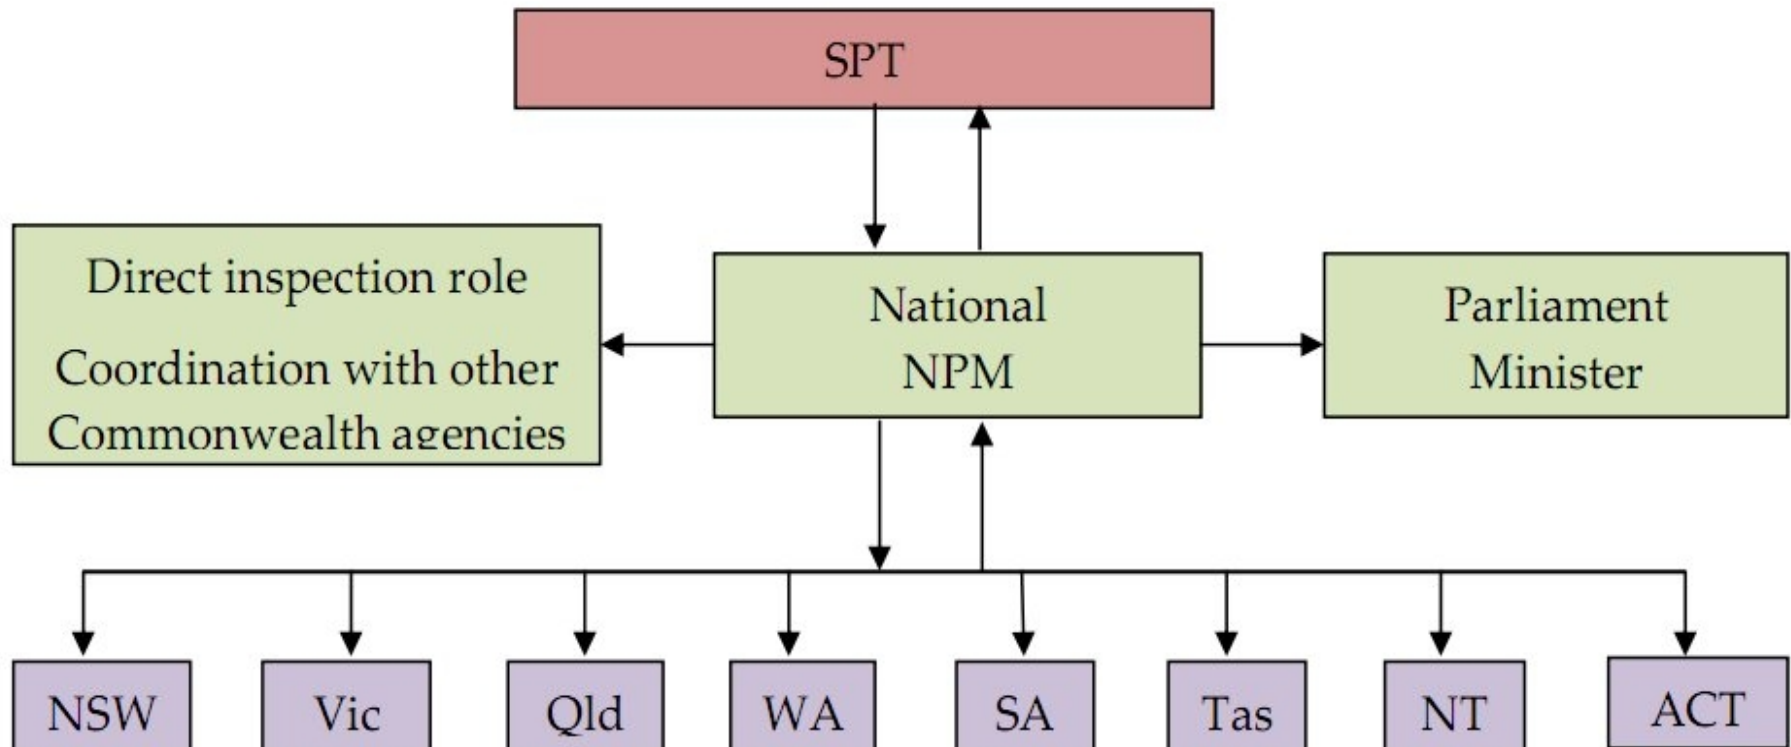 SPT
Direct inspection role
Coordination with other
Commonwealth agencies
National
NPM
Parliament
Minister
NSW
Vic
Qld
WA
SA
Tas
NT
ACT